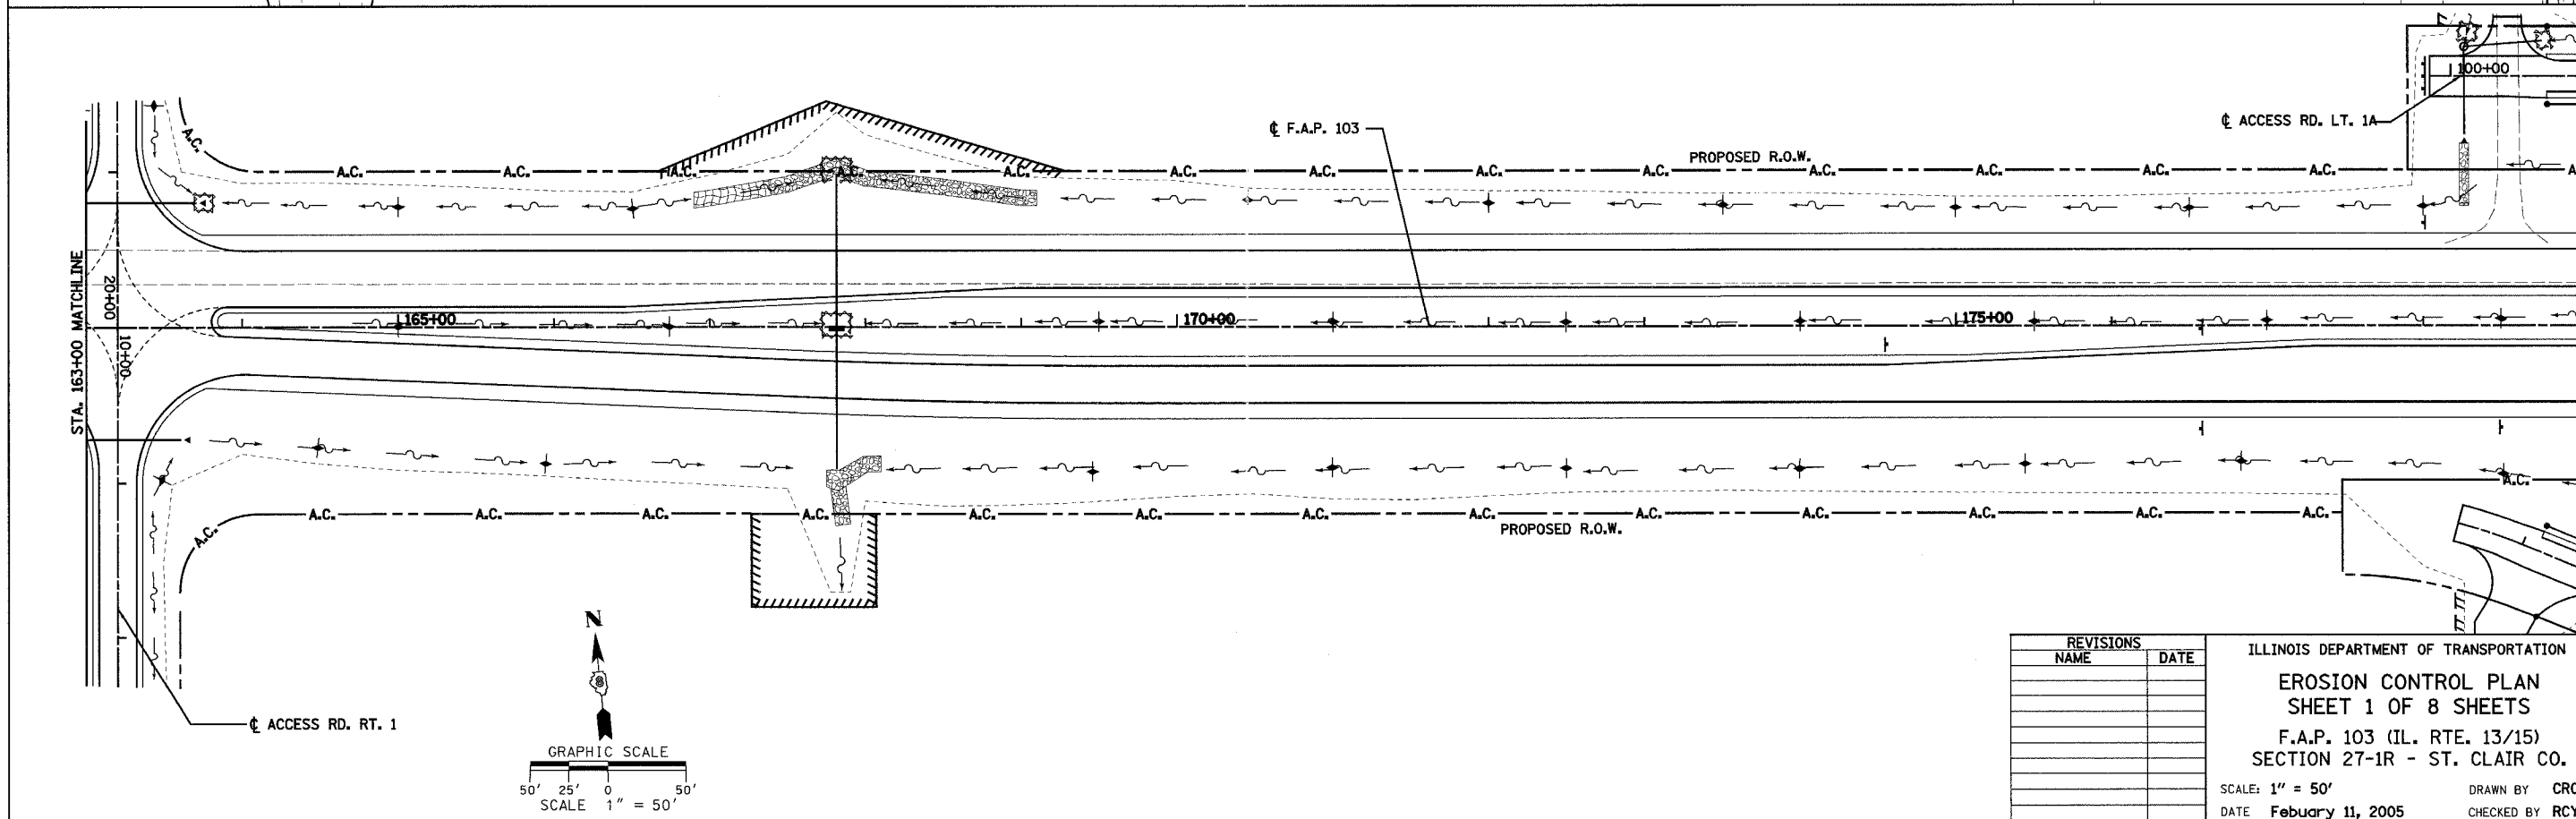 100+00
℄ F.A.P. 103
℄ ACCESS RD. LT. 1A
PROPOSED R.O.W.
A.C.
A.C. A.C. A.C. A.C. A.C. A.C. A.C. A.C. A.C. A.C. A.C. A.C. A.C.
STA. 163+00 MATCHLINE
20+00
10+00
165+00
170+00
175+00
A.C.
A.C.
A.C. A.C. A.C. A.C. A.C. A.C. A.C. A.C. A.C. A.C. A.C. A.C. A.C.
PROPOSED R.O.W.
℄ ACCESS RD. RT. 1
N
8
GRAPHIC SCALE
50' 25' 0 50'
SCALE 1" = 50'
REVISIONS
NAME DATE
ILLINOIS DEPARTMENT OF TRANSPORTATION
EROSION CONTROL PLAN
SHEET 1 OF 8 SHEETS
F.A.P. 103 (IL. RTE. 13/15)
SECTION 27-1R - ST. CLAIR CO.
SCALE: 1" = 50' DRAWN BY
DATE Febuary 11, 2005 CHECKED BY